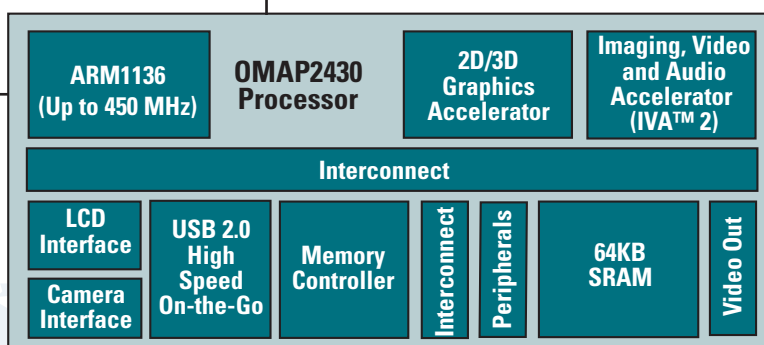 ARM1136
(Up to 450 MHz)
OMAP2430
Processor
2D/3D
Graphics
Accelerator
Imaging, Video
and Audio
Accelerator
(IVA™ 2)
Interconnect
LCD
Interface
Camera
Interface
USB 2.0
High
Speed
On-the-Go
Memory
Controller
Interconnect
Peripherals
64KB
SRAM
Video Out